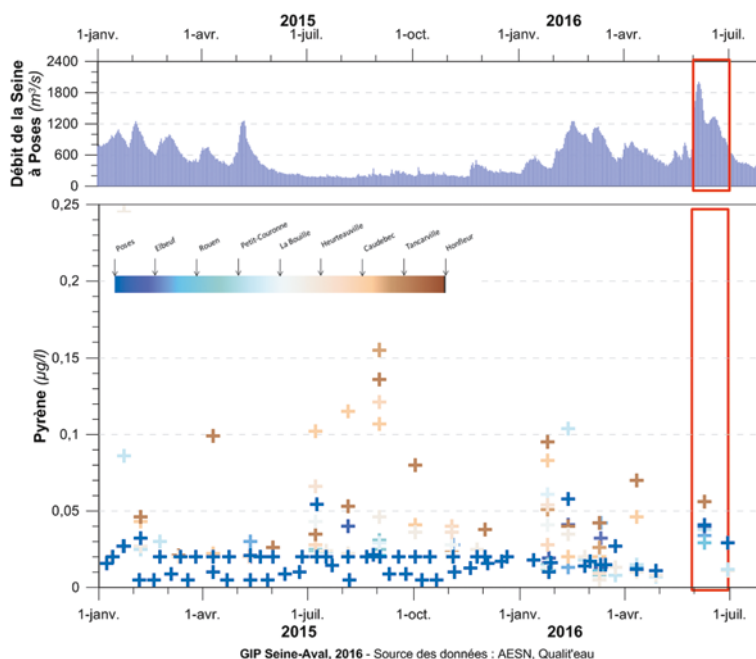 2015 2016
1-janv. 1-avr. 1-juil. 1-oct. 1-janv. 1-avr. 1-juil.
Débit de la Seine
à Poses (m³/s)
2400
1800
1200
600
0
0,25
0,2
0,15
0,1
0,05
0
Pyrène (µg/l)
Poses Elbeuf Rouen Petit-Couronne La Bouille Heurteauville Caudebec Tancarville Honfleur
1-janv. 1-avr. 1-juil. 1-oct. 1-janv. 1-avr. 1-juil.
2015 2016
GIP Seine-Aval, 2016 - Source des données : AESN, Qualit'eau